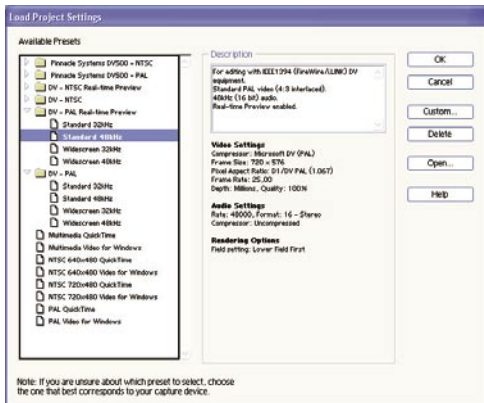 Load Project Settings
Available Presets
Pinnacle Systems DV500 - NTSC
Pinnacle Systems DV500 - PAL
DV - NTSC Real-time Preview
DV - NTSC
DV - PAL Real-time Preview
Standard 32kHz
Standard 48kHz
Widescreen 32kHz
Widescreen 48kHz
DV - PAL
Standard 32kHz
Standard 48kHz
Widescreen 32kHz
Widescreen 48kHz
Multimedia QuickTime
Multimedia Video for Windows
NTSC 640x480 QuickTime
NTSC 640x480 Video for Windows
NTSC 720x480 QuickTime
NTSC 720x480 Video for Windows
PAL QuickTime
PAL Video for Windows
Description
For editing with IEEE1394 (FireWire/i.LINK) DV
equipment.
Standard PAL video (4:3 interlaced).
48kHz (16 bit) audio.
Real-time Preview enabled.
Video Settings
Compressor: Microsoft DV (PAL)
Frame Size: 720 x 576
Pixel Aspect Ratio: D1/DV PAL (1.067)
Frame Rate: 25.00
Depth: Millions, Quality: 100%
Audio Settings
Rate: 48000, Format: 16 - Stereo
Compressor: Uncompressed
Rendering Options
Field setting: Lower Field First
OK
Cancel
Custom...
Delete
Open...
Help
Note: If you are unsure about which preset to select, choose
the one that best corresponds to your capture device.